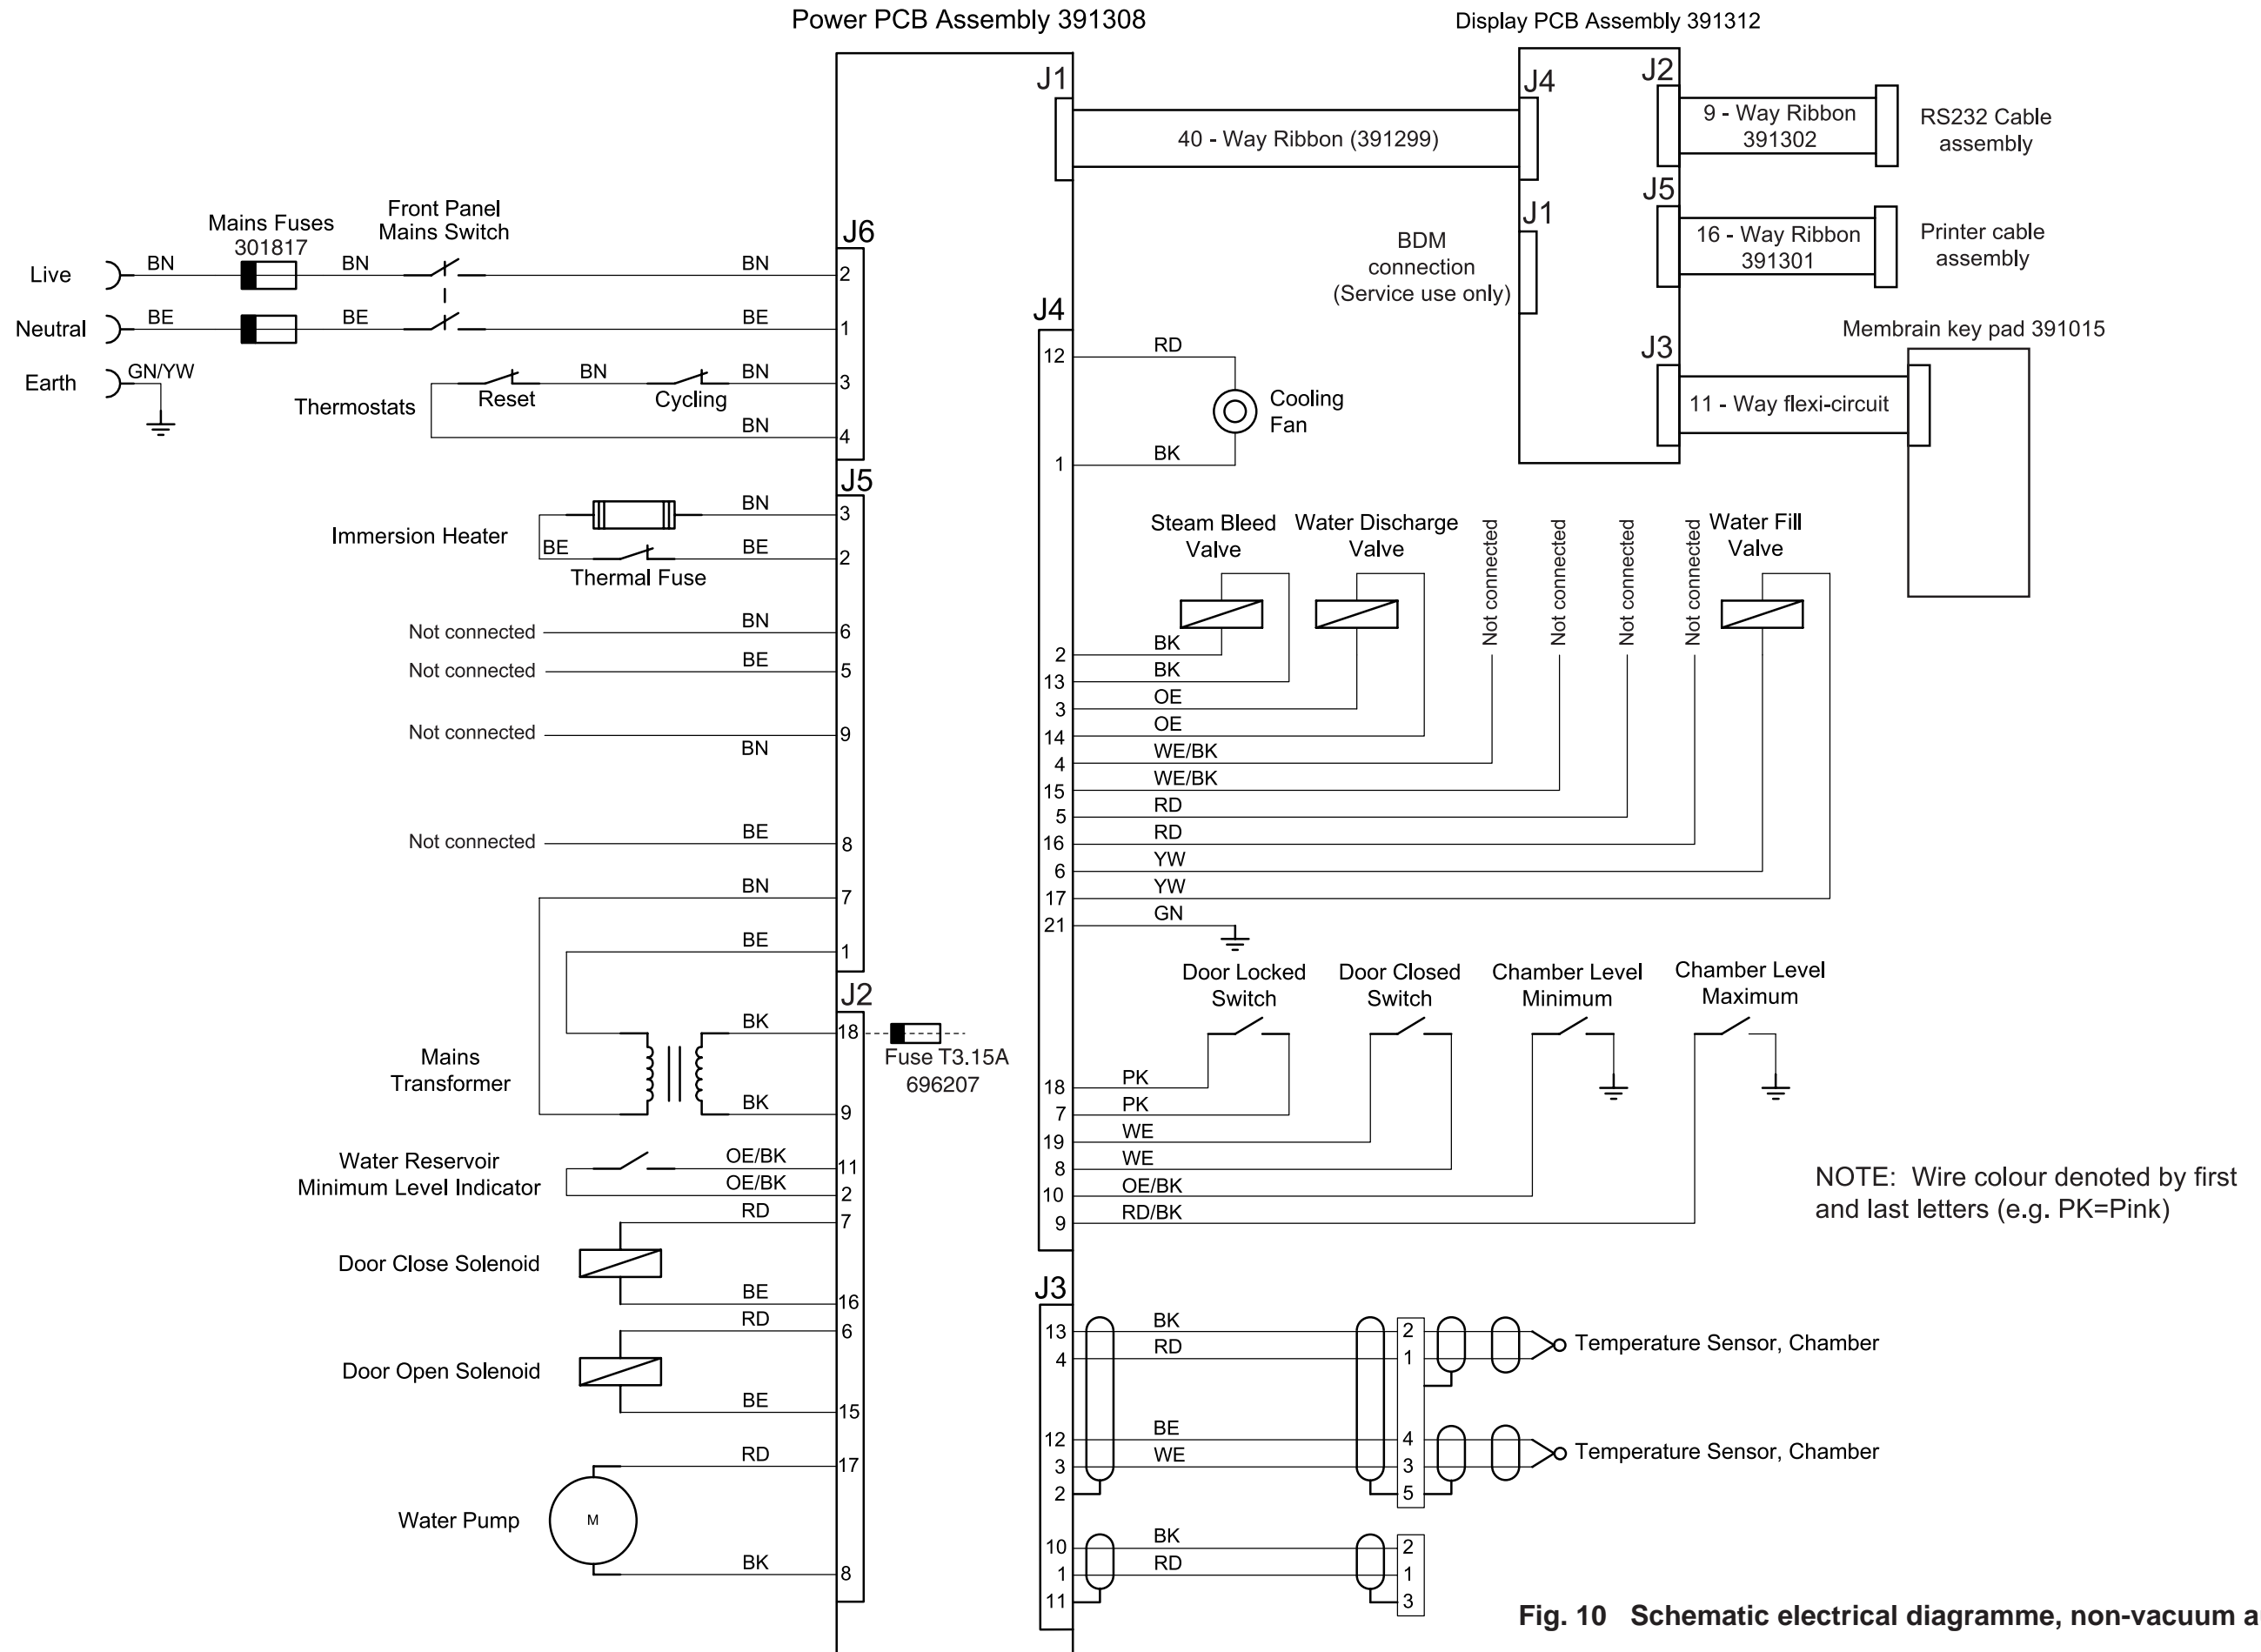 Power PCB Assembly 391308
Display PCB Assembly 391312
J1
J4
J2
40 - Way Ribbon (391299)
9 - Way Ribbon
391302
RS232 Cable
assembly
J5
16 - Way Ribbon
391301
Printer cable
assembly
J1
BDM
connection
(Service use only)
J3
11 - Way flexi-circuit
Membrain key pad 391015
Mains Fuses
301817
Front Panel
Mains Switch
J6
Live
BN
BN
BN
2
Neutral
BE
BE
BE
1
Earth
GN/YW
Thermostats
Reset
BN
Cycling
BN
3
BN
4
J5
Immersion Heater
BN
3
BE
Thermal Fuse
BE
2
Not connected
BN
6
Not connected
BE
5
Not connected
BN
9
Not connected
BE
8
BN
7
BE
1
J2
Mains
Transformer
BK
18
Fuse T3.15A
696207
BK
9
Water Reservoir
Minimum Level Indicator
OE/BK
11
OE/BK
2
Door Close Solenoid
RD
7
BE
16
Door Open Solenoid
RD
6
BE
15
Water Pump
M
RD
17
BK
8
J4
12
RD
Cooling
Fan
1
BK
Steam Bleed
Valve
Water Discharge
Valve
Not connected
Not connected
Not connected
Not connected
Water Fill
Valve
2
BK
13
BK
3
OE
14
OE
4
WE/BK
15
WE/BK
5
RD
16
RD
6
YW
17
YW
21
GN
Door Locked
Switch
Door Closed
Switch
Chamber Level
Minimum
Chamber Level
Maximum
18
PK
7
PK
19
WE
8
WE
10
OE/BK
9
RD/BK
NOTE: Wire colour denoted by first
and last letters (e.g. PK=Pink)
J3
13
BK
2
4
RD
1
Temperature Sensor, Chamber
12
BE
4
3
WE
3
Temperature Sensor, Chamber
2
5
10
BK
2
1
RD
1
11
3
Fig. 10 Schematic electrical diagramme, non-vacuum